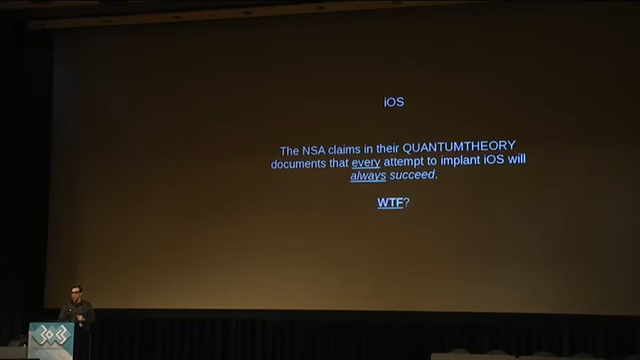 iOS
The NSA claims in their QUANTUMTHEORY
documents that every attempt to implant iOS will
always succeed.
WTF?